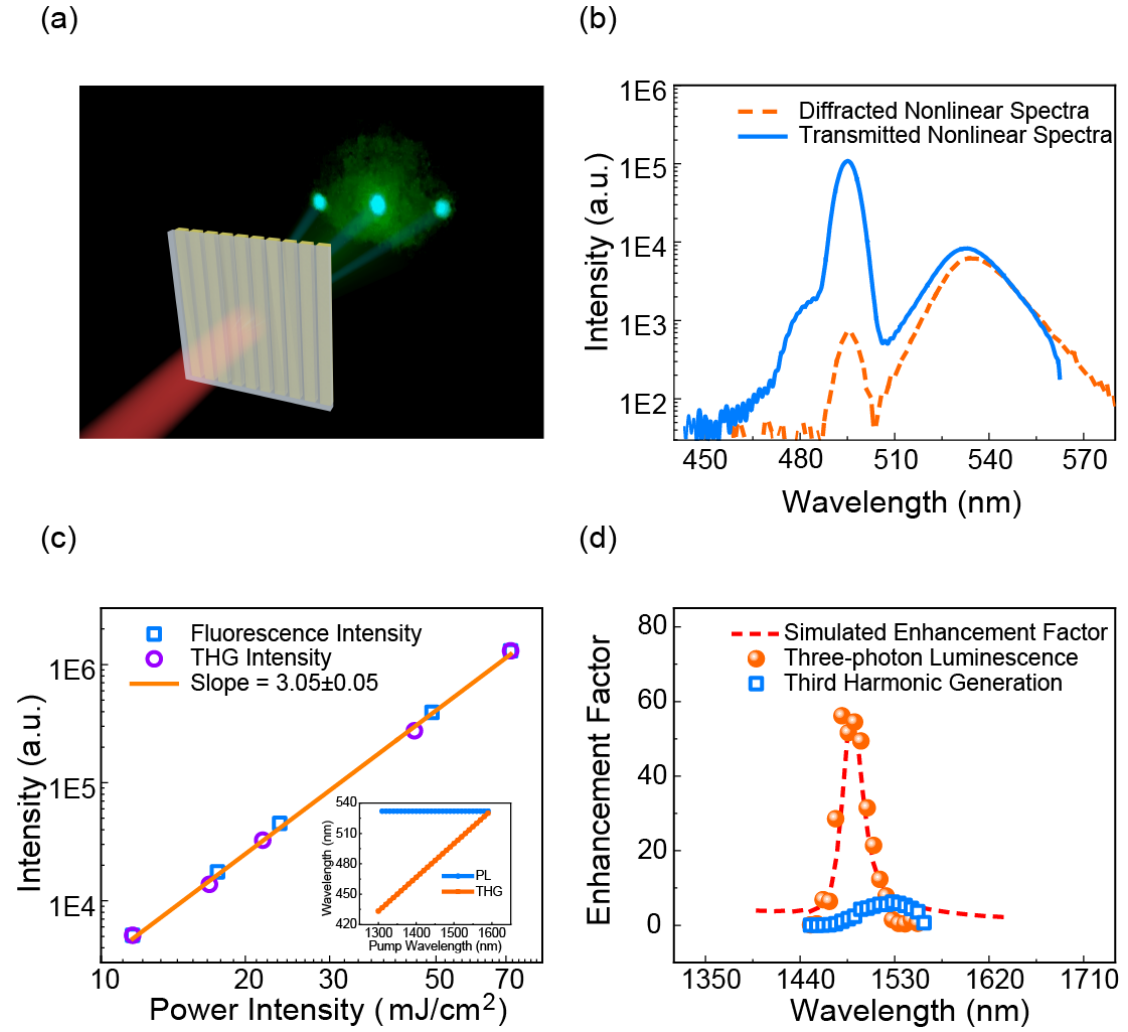 (a)
(b)
1E6
1E5
1E4
1E3
1E2
Intensity (a.u.)
Diffracted Nonlinear Spectra
Transmitted Nonlinear Spectra
450 480 510 540 570
Wavelength (nm)
(c)
1E6
1E5
1E4
Intensity (a.u.)
Fluorescence Intensity
THG Intensity
Slope = 3.05±0.05
540
510
480
450
420
Wavelength (nm)
PL
THG
1300 1400 1500 1600
Pump Wavelength (nm)
10 20 30 50 70
Power Intensity (mJ/cm²)
(d)
80
60
40
20
0
Enhancement Factor
Simulated Enhancement Factor
Three-photon Luminescence
Third Harmonic Generation
1350 1440 1530 1620 1710
Wavelength (nm)